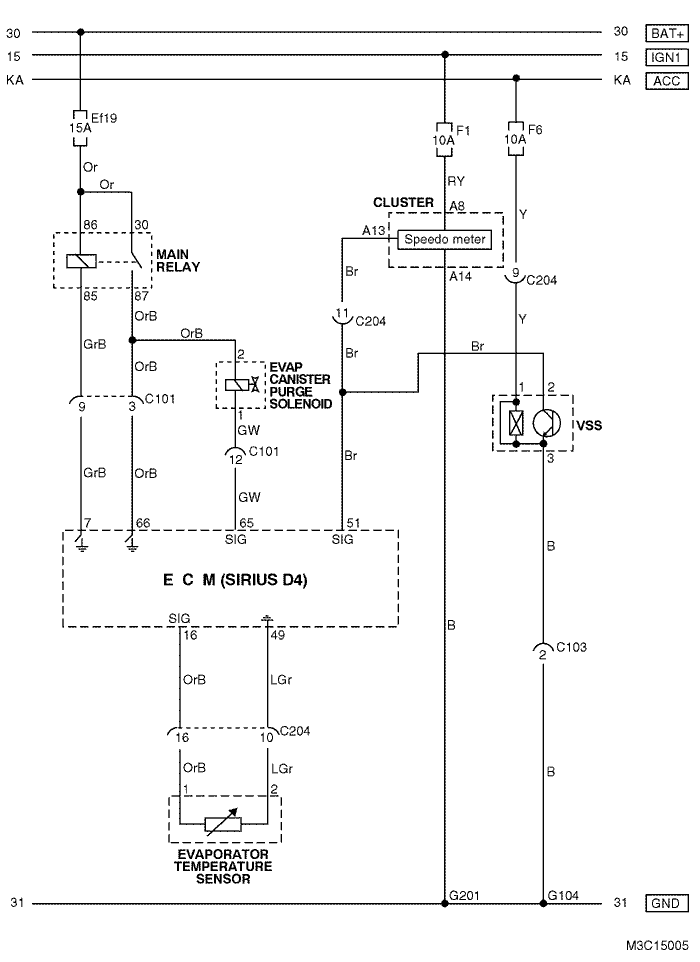 30 30 BAT+
15 15 IGN1
KA KA ACC
Ef19
15A
F1
10A
F6
10A
Or
Or
RY
CLUSTER
A8
Y
86 30
A13
Speedo meter
MAIN
RELAY
Br
A14
9
C204
85 87
OrB
11
C204
Y
OrB
GrB
2
Br
Br
OrB
EVAP
CANISTER
PURGE
SOLENOID
1 2
9 3
C101
1
GW
VSS
C101
12
Br
3
GrB
OrB
GW
7 66 65 51
SIG SIG
B
E C M (SIRIUS D4)
SIG
16 49
B
C103
2
OrB
LGr
16 10
C204
OrB
LGr
B
1 2
EVAPORATOR
TEMPERATURE
SENSOR
G201 G104
31 31 GND
M3C15005